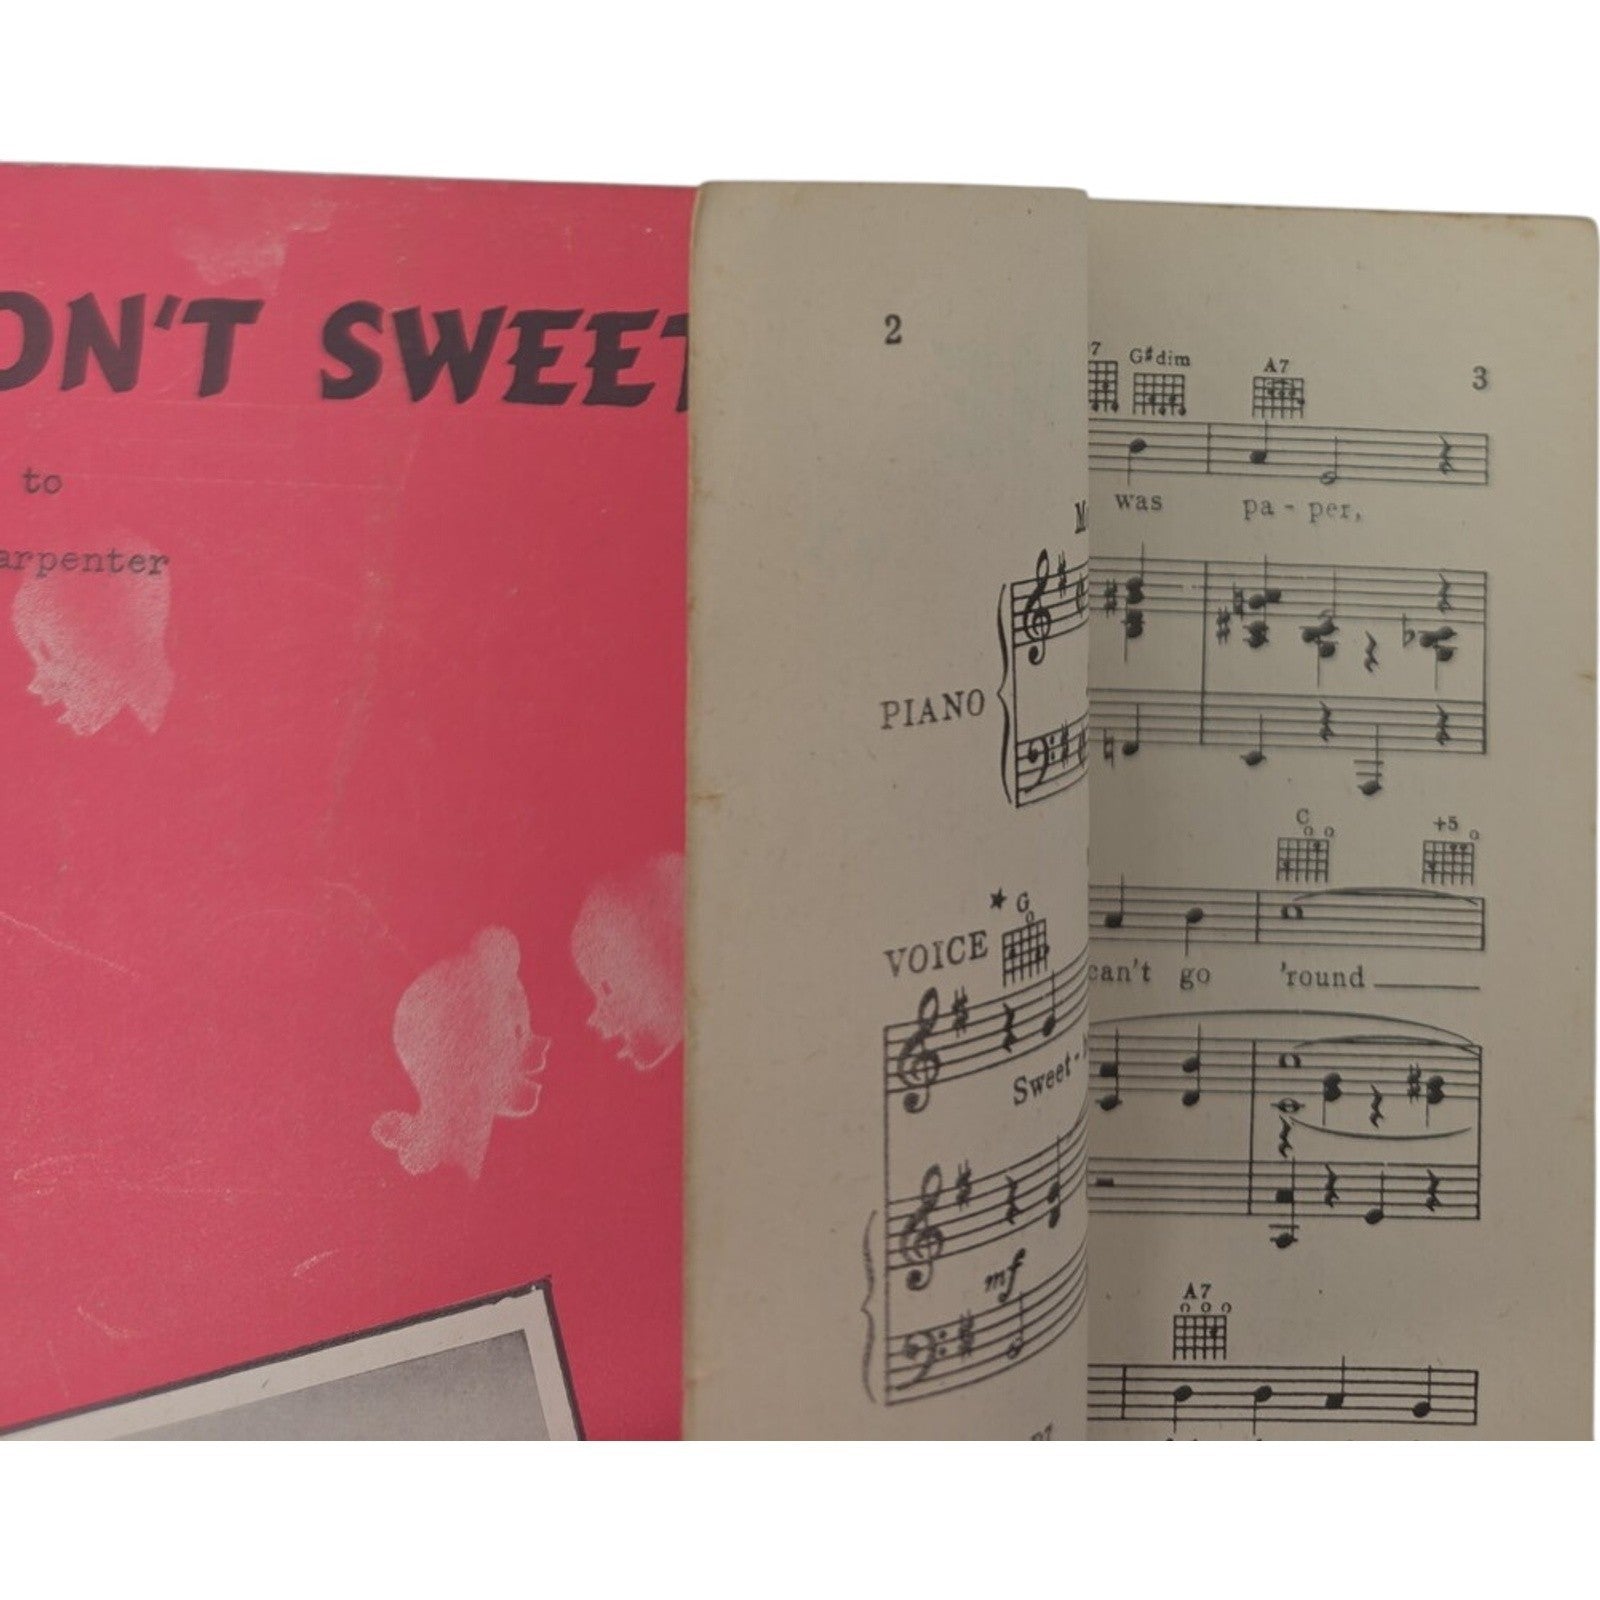 ON'T SWEET
to
arpenter
2
PIANO
VOICE
★ G
Sweet-
mf
G#dim A7
3
was pa - per,
C +5
can't go 'round
A7